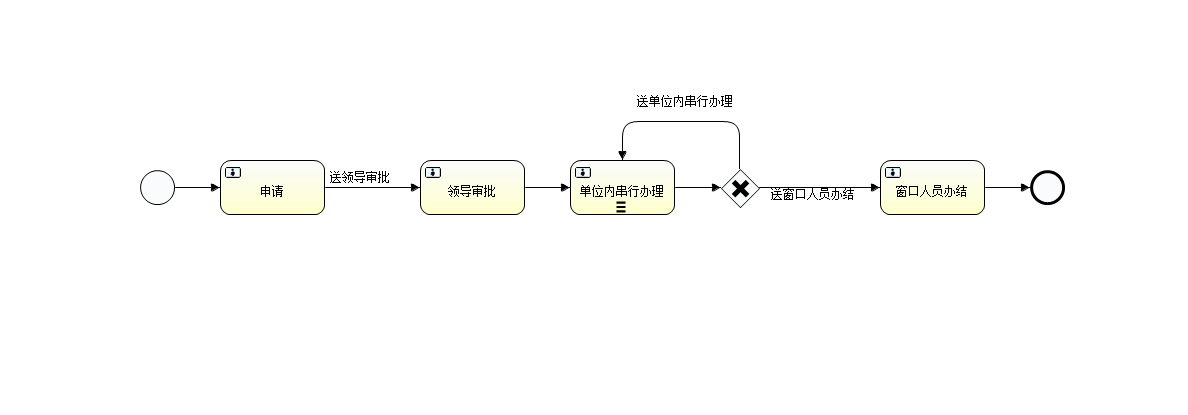 送单位内串行办理
申请
送领导审批
领导审批
单位内串行办理
送窗口人员办结
窗口人员办结